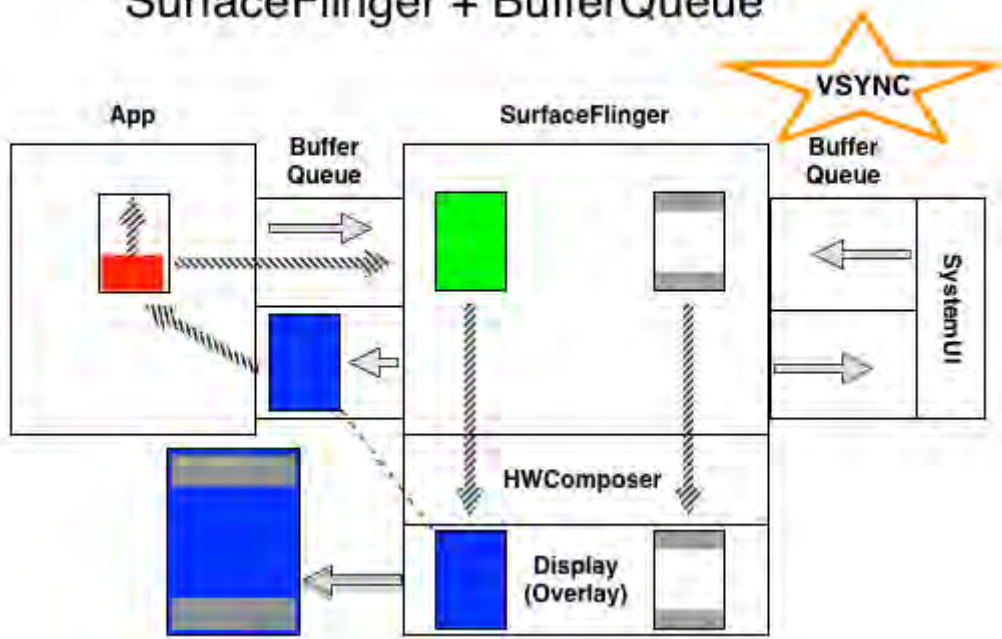 SurfaceFlinger + BufferQueue
VSYNC
App
SurfaceFlinger
Buffer
Queue
Buffer
Queue
SystemUI
HWComposer
Display
(Overlay)